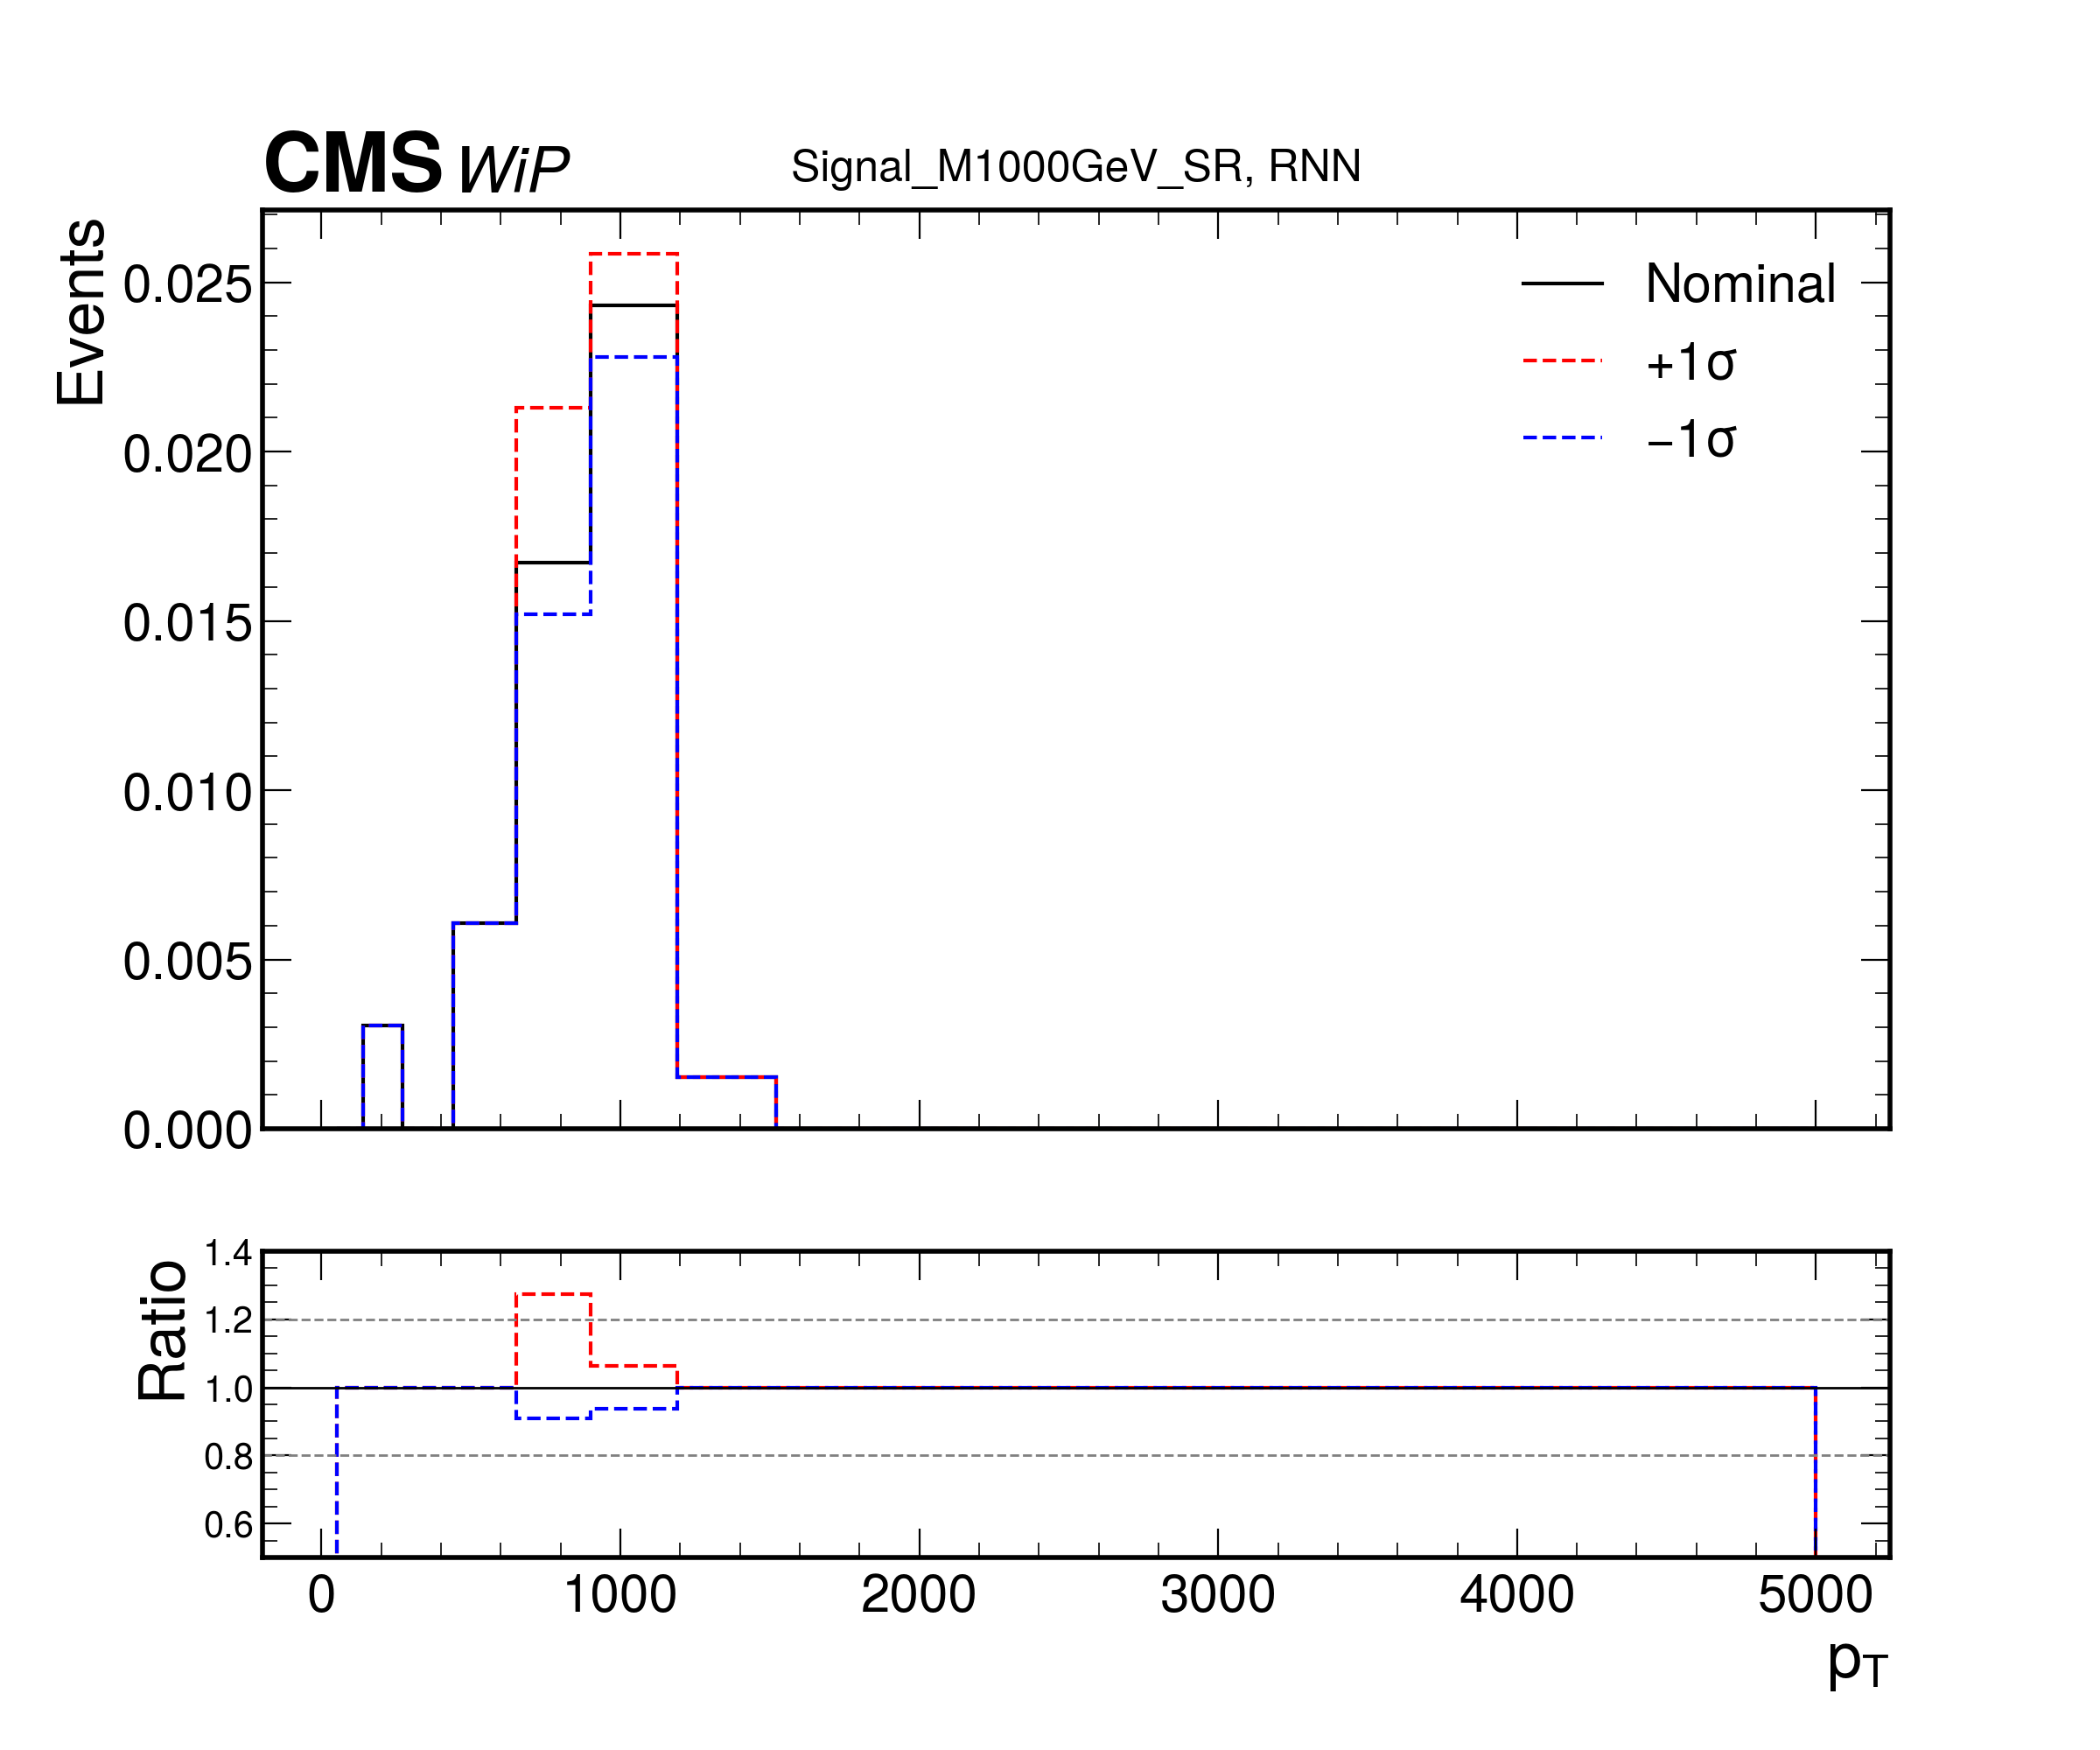 CMS WiP
Signal_M1000GeV_SR, RNN
Events
0.025
0.020
0.015
0.010
0.005
0.000
Nominal
+1σ
−1σ
Ratio
1.4
1.2
1.0
0.8
0.6
0 1000 2000 3000 4000 5000
pT